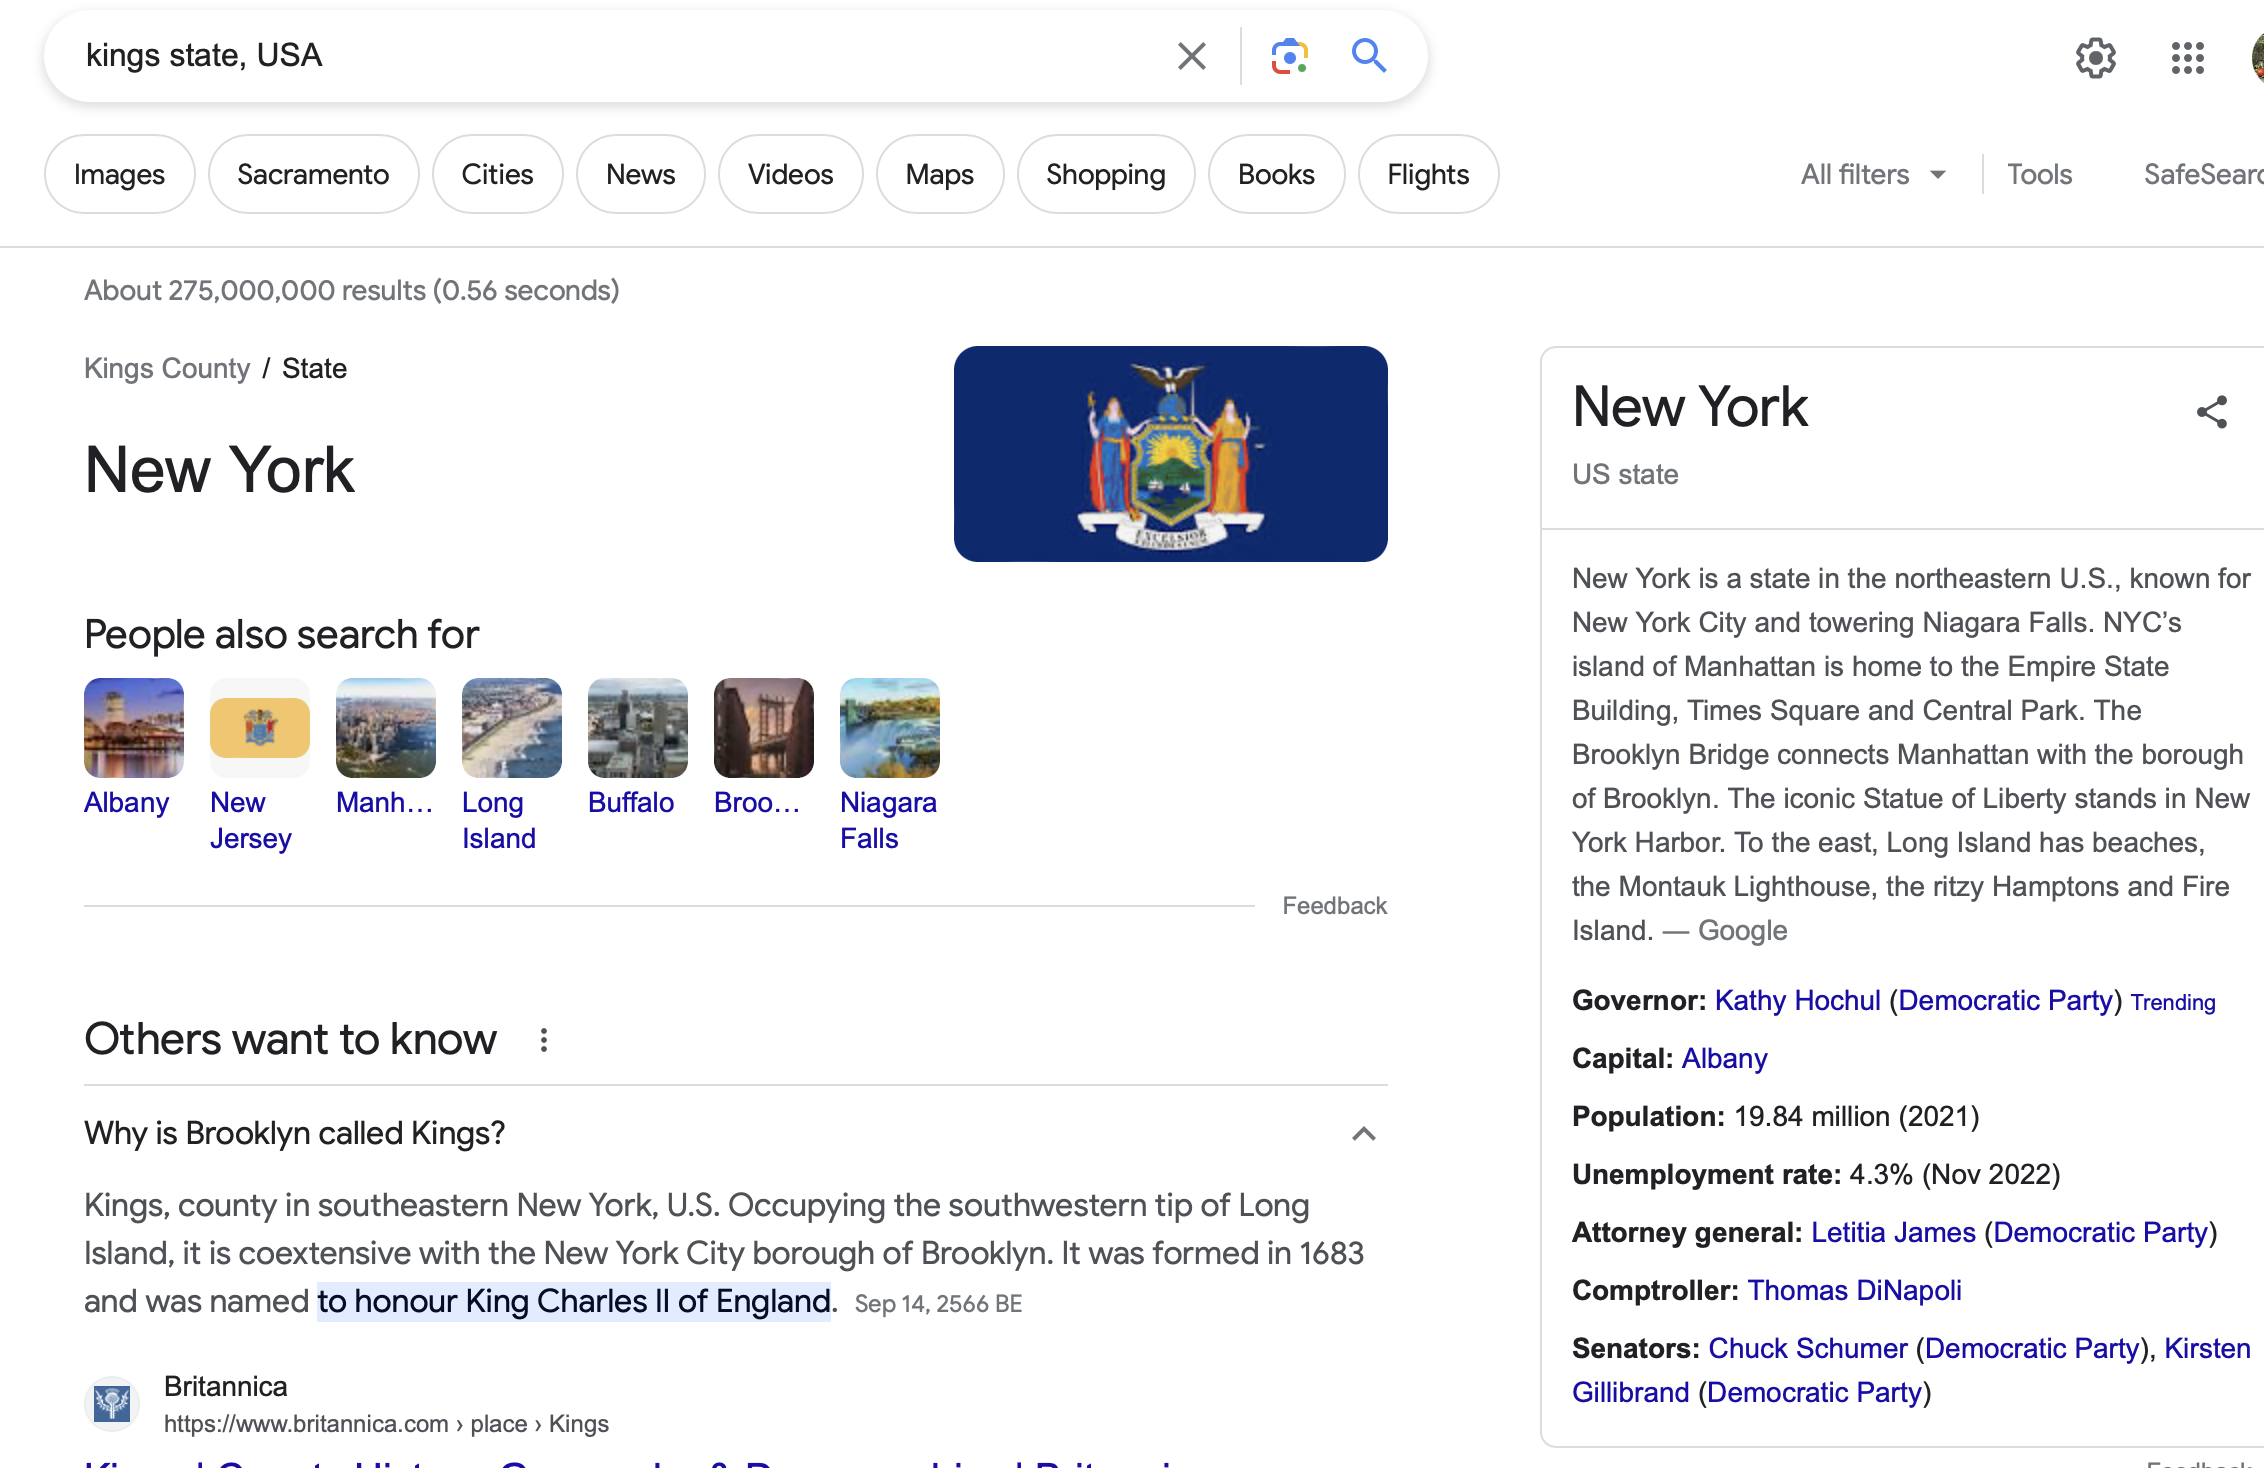 kings state, USA
Images
Sacramento
Cities
News
Videos
Maps
Shopping
Books
Flights
All filters
Tools
About 275,000,000 results (0.56 seconds)
Kings County / State
New York
EXCELSIOR
People also search for
Albany
New Jersey
Manh…
Long Island
Buffalo
Broo…
Niagara Falls
Feedback
Others want to know
Why is Brooklyn called Kings?
Kings, county in southeastern New York, U.S. Occupying the southwestern tip of Long
Island, it is coextensive with the New York City borough of Brooklyn. It was formed in 1683
and was named to honour King Charles II of England. Sep 14, 2566 BE
Britannica
https://www.britannica.com › place › Kings
New York
US state
New York is a state in the northeastern U.S., known for
New York City and towering Niagara Falls. NYC’s
island of Manhattan is home to the Empire State
Building, Times Square and Central Park. The
Brooklyn Bridge connects Manhattan with the borough
of Brooklyn. The iconic Statue of Liberty stands in New
York Harbor. To the east, Long Island has beaches,
the Montauk Lighthouse, the ritzy Hamptons and Fire
Island. — Google
Governor: Kathy Hochul (Democratic Party) Trending
Capital: Albany
Population: 19.84 million (2021)
Unemployment rate: 4.3% (Nov 2022)
Attorney general: Letitia James (Democratic Party)
Comptroller: Thomas DiNapoli
Senators: Chuck Schumer (Democratic Party), Kirsten
Gillibrand (Democratic Party)